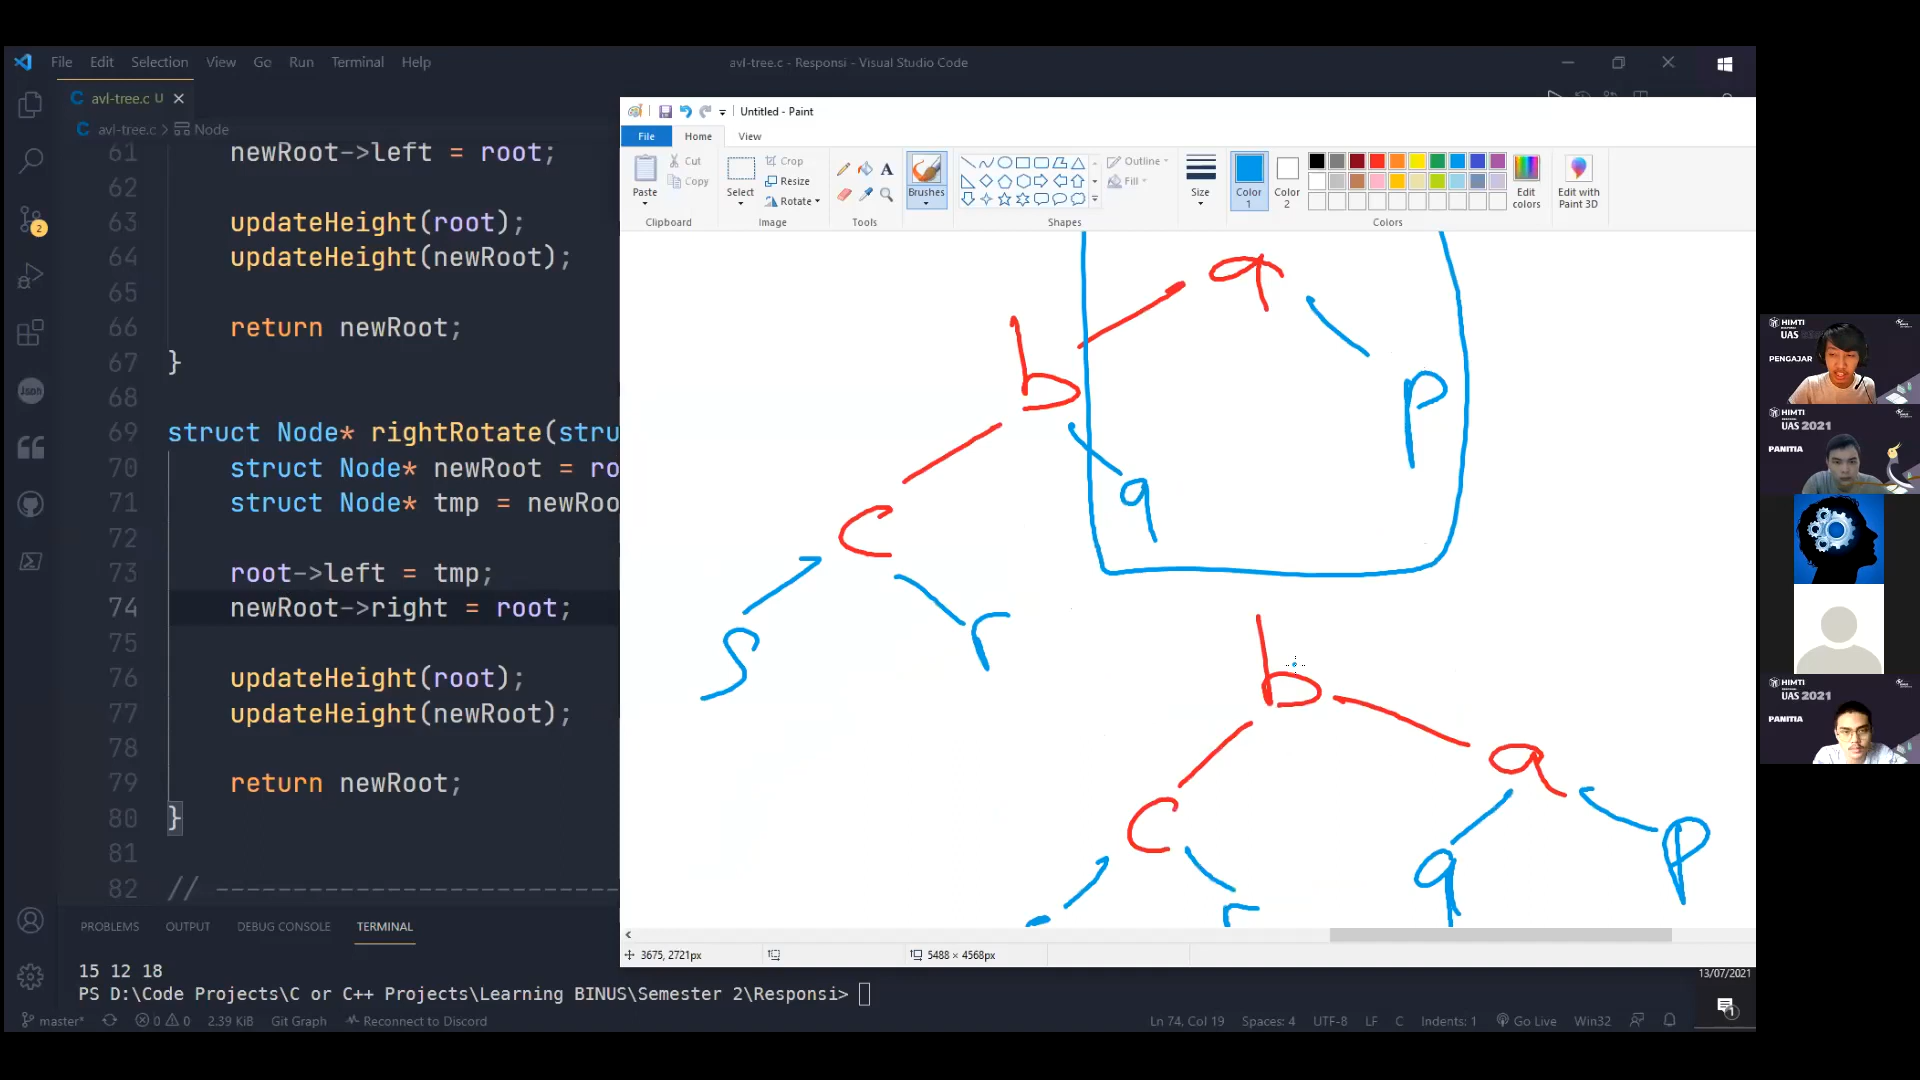 File Edit Selection View Go Run Terminal Help
avl-tree.c - Responsi - Visual Studio Code
avl-tree.c U
avl-tree.c > Node
61 newRoot->left = root;
62
63 updateHeight(root);
64 updateHeight(newRoot);
65
66 return newRoot;
67 }
68
69 struct Node* rightRotate(stru
70 struct Node* newRoot = ro
71 struct Node* tmp = newRoo
72
73 root->left = tmp;
74 newRoot->right = root;
75
76 updateHeight(root);
77 updateHeight(newRoot);
78
79 return newRoot;
80 }
81
82 // -----------------------------
2
Json
PROBLEMS OUTPUT DEBUG CONSOLE TERMINAL
15 12 18
PS D:\Code Projects\C or C++ Projects\Learning BINUS\Semester 2\Responsi>
master* 0 0 2.39 KiB Git Graph Reconnect to Discord
Ln 74, Col 19 Spaces: 4 UTF-8 LF C Indents: 1 Go Live Win32
Untitled - Paint
File Home View
Paste Cut Copy
Clipboard
Select Crop Resize Rotate
Image
A
Tools
Brushes
Shapes
Outline Fill
Size
Color 1
Color 2
Edit colors
Colors
Edit with Paint 3D
a
b
p
q
c
s
r
b
a
c
q
p
r
3675, 2721px
5488 × 4568px
13/07/2021
1
HIMTI
UAS
PENGAJAR
HIMTI
UAS 2021
PANITIA
HIMTI
UAS 2021
PANITIA